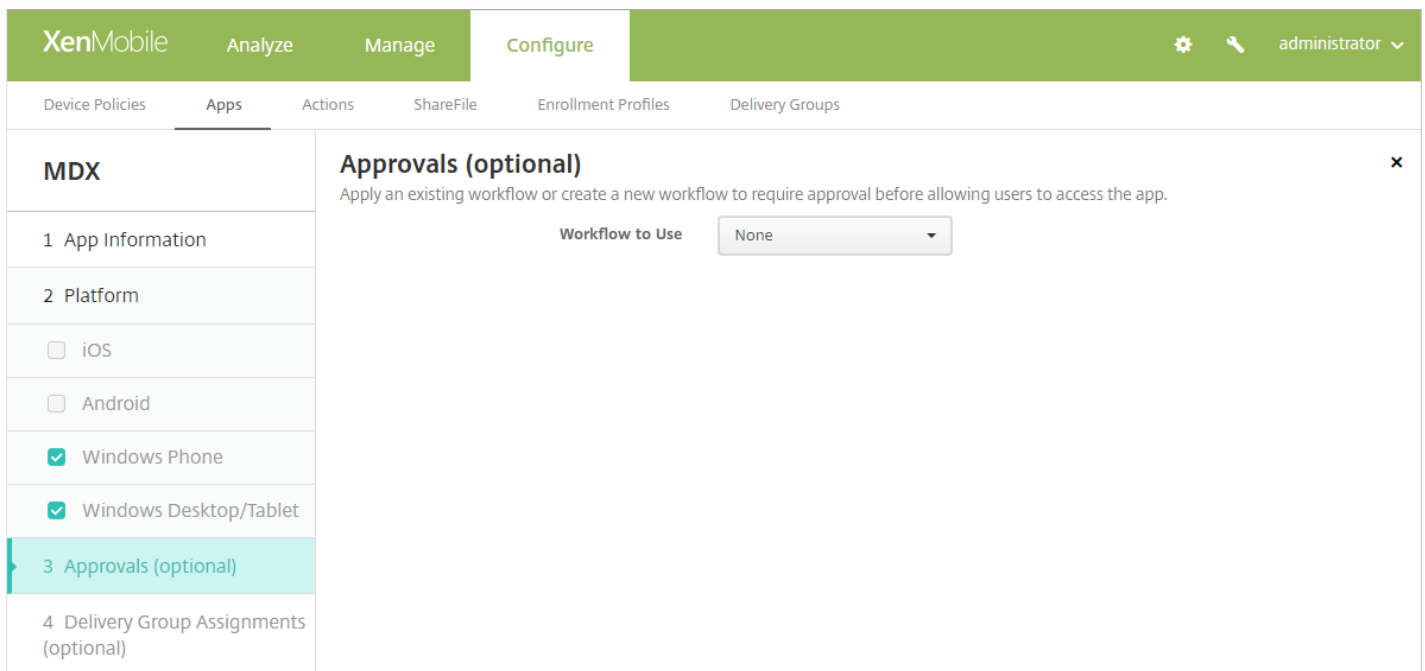 XenMobile Analyze Manage Configure administrator
Device Policies Apps Actions ShareFile Enrollment Profiles Delivery Groups
MDX
1 App Information
2 Platform
iOS
Android
Windows Phone
Windows Desktop/Tablet
3 Approvals (optional)
4 Delivery Group Assignments
(optional)
Approvals (optional)
Apply an existing workflow or create a new workflow to require approval before allowing users to access the app.
Workflow to Use None